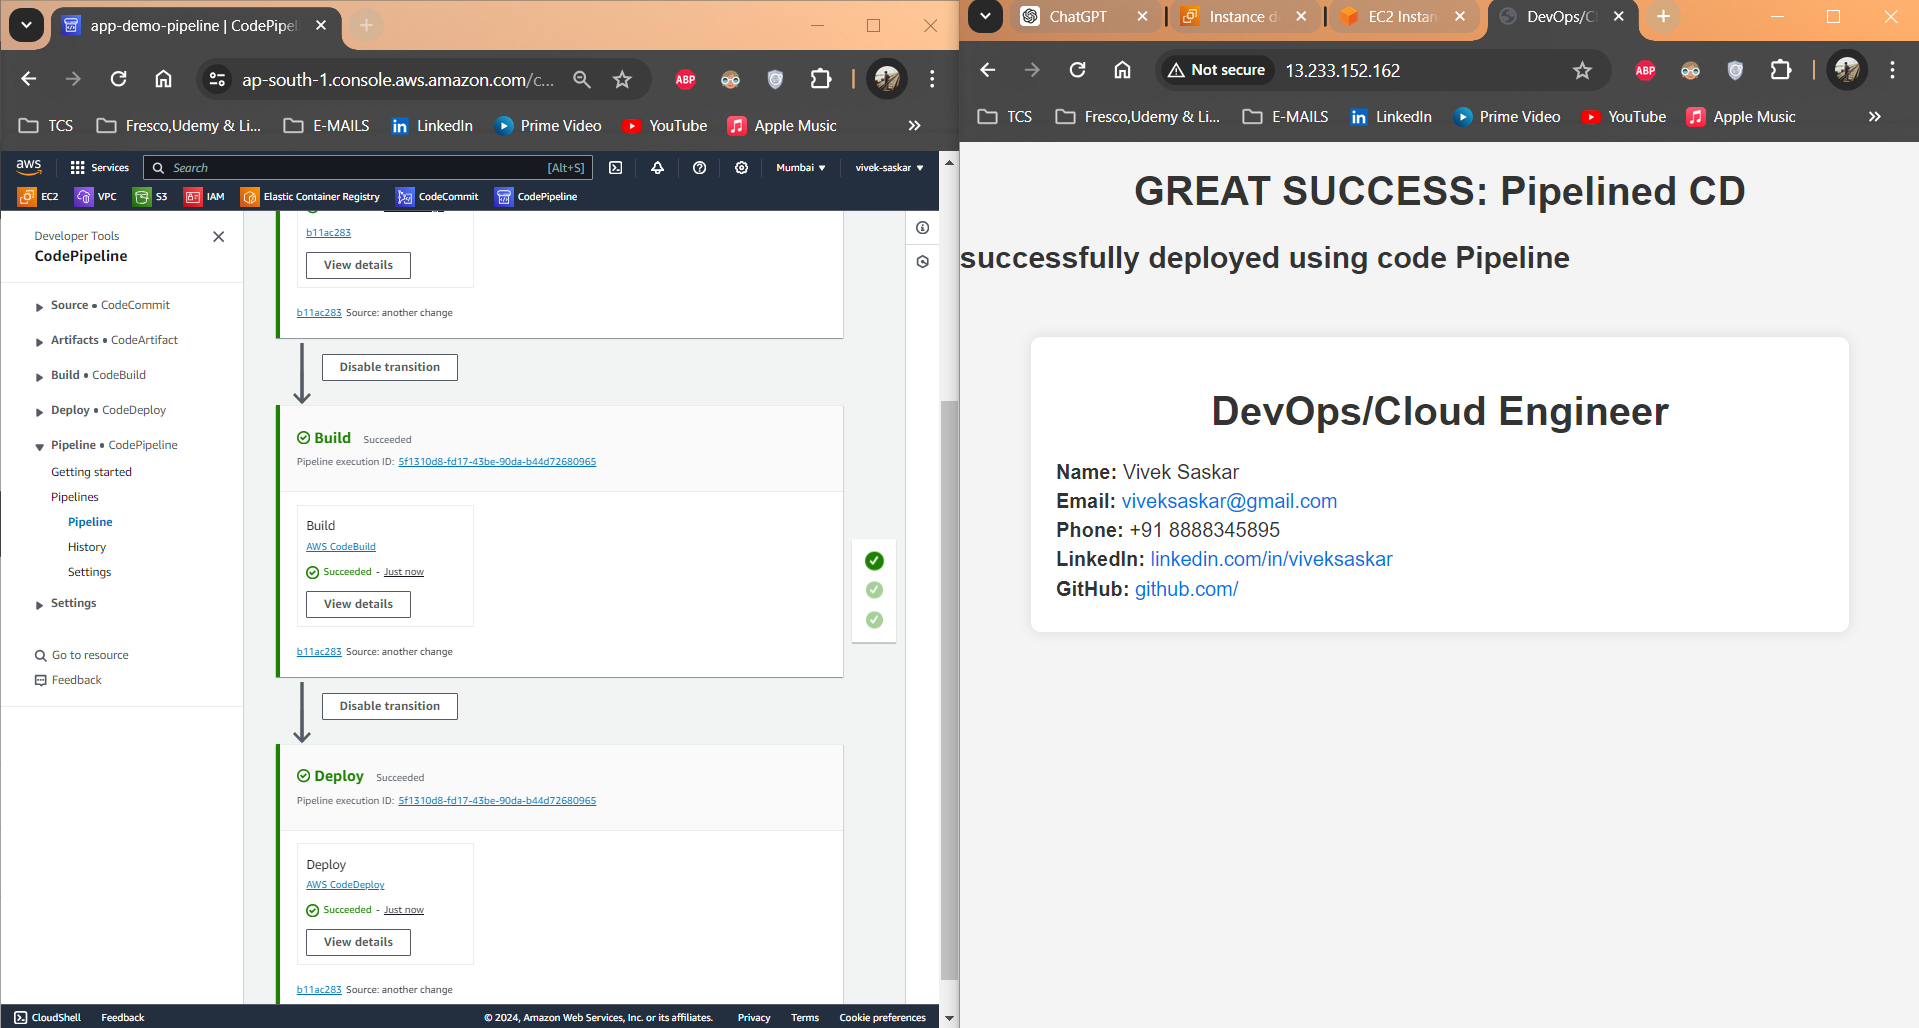 app-demo-pipeline | CodePipel
ap-south-1.console.aws.amazon.com/c...
ABP
TCS
Fresco,Udemy & Li...
E-MAILS
LinkedIn
Prime Video
YouTube
Apple Music
aws
Services
Search
[Alt+S]
Mumbai
vivek-saskar
EC2
VPC
S3
IAM
Elastic Container Registry
CodeCommit
CodePipeline
Developer Tools
CodePipeline
Source • CodeCommit
Artifacts • CodeArtifact
Build • CodeBuild
Deploy • CodeDeploy
Pipeline • CodePipeline
Getting started
Pipelines
Pipeline
History
Settings
Settings
Go to resource
Feedback
b11ac283
View details
b11ac283 Source: another change
Disable transition
Build Succeeded
Pipeline execution ID: 5f1310d8-fd17-43be-90da-b44d72680965
Build
AWS CodeBuild
Succeeded - Just now
View details
b11ac283 Source: another change
Disable transition
Deploy Succeeded
Pipeline execution ID: 5f1310d8-fd17-43be-90da-b44d72680965
Deploy
AWS CodeDeploy
Succeeded - Just now
View details
b11ac283 Source: another change
CloudShell
Feedback
© 2024, Amazon Web Services, Inc. or its affiliates.
Privacy
Terms
Cookie preferences
ChatGPT
Instance d
EC2 Instan
DevOps/Cl
Not secure
13.233.152.162
ABP
TCS
Fresco,Udemy & Li...
E-MAILS
LinkedIn
Prime Video
YouTube
Apple Music
GREAT SUCCESS: Pipelined CD
successfully deployed using code Pipeline
DevOps/Cloud Engineer
Name: Vivek Saskar
Email: viveksaskar@gmail.com
Phone: +91 8888345895
LinkedIn: linkedin.com/in/viveksaskar
GitHub: github.com/